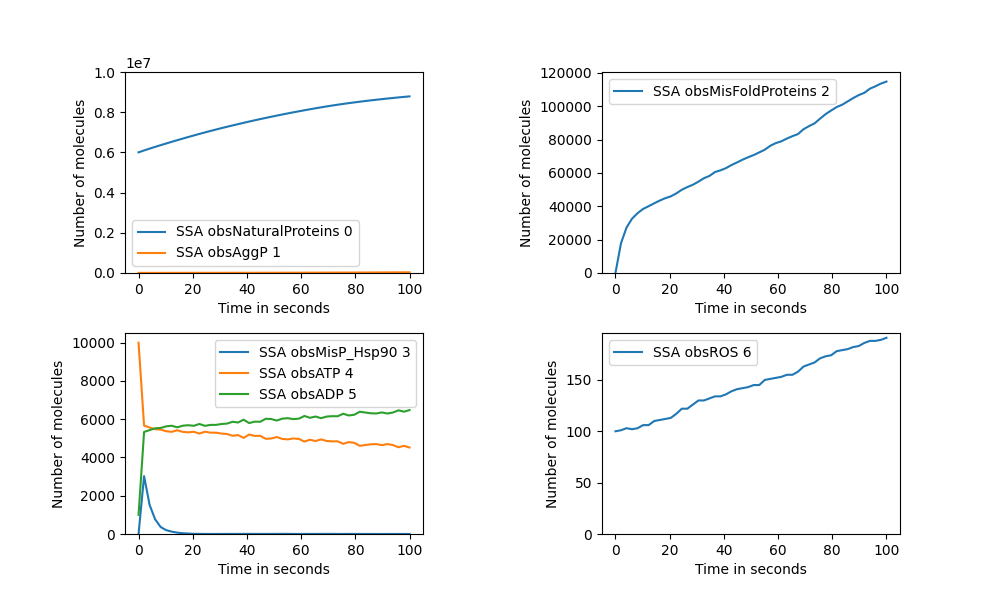 1e7
1.0
0.8
0.6
0.4
0.2
0.0
Number of molecules
SSA obsNaturalProteins 0
SSA obsAggP 1
0 20 40 60 80 100
Time in seconds
120000
100000
80000
60000
40000
20000
0
Number of molecules
SSA obsMisFoldProteins 2
0 20 40 60 80 100
Time in seconds
10000
8000
6000
4000
2000
0
Number of molecules
SSA obsMisP_Hsp90 3
SSA obsATP 4
SSA obsADP 5
0 20 40 60 80 100
Time in seconds
150
100
50
0
Number of molecules
SSA obsROS 6
0 20 40 60 80 100
Time in seconds